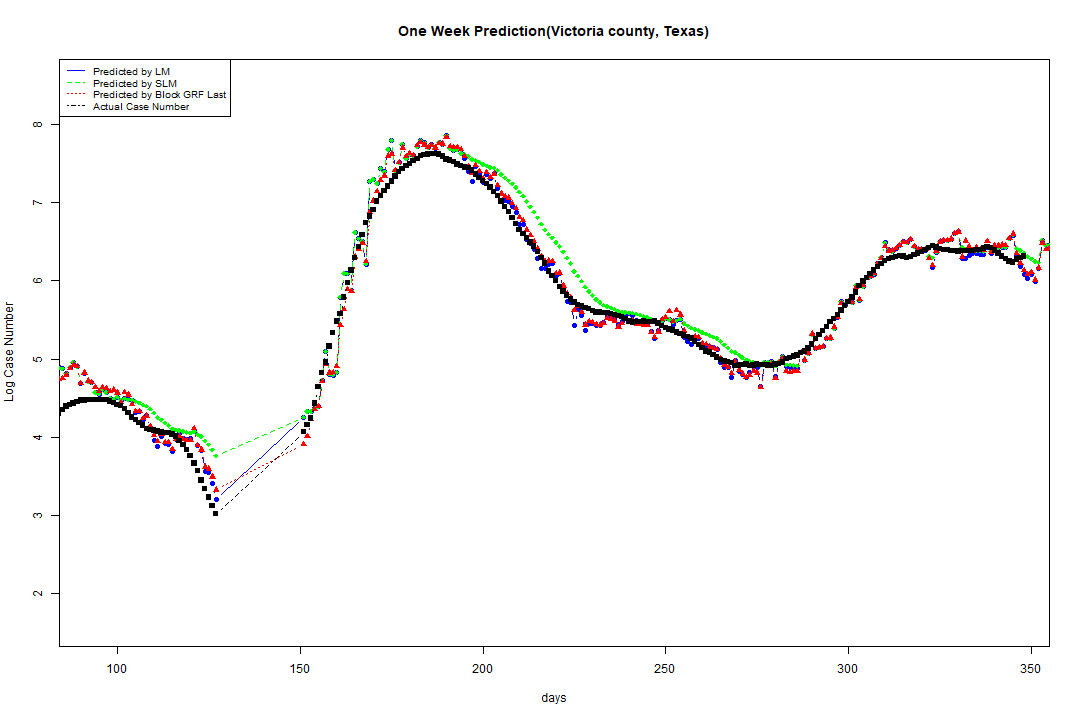 One Week Prediction(Victoria county, Texas)
Predicted by LM
Predicted by SLM
Predicted by Block GRF Last
Actual Case Number
8
7
6
5
4
3
2
Log Case Number
100 150 200 250 300 350
days